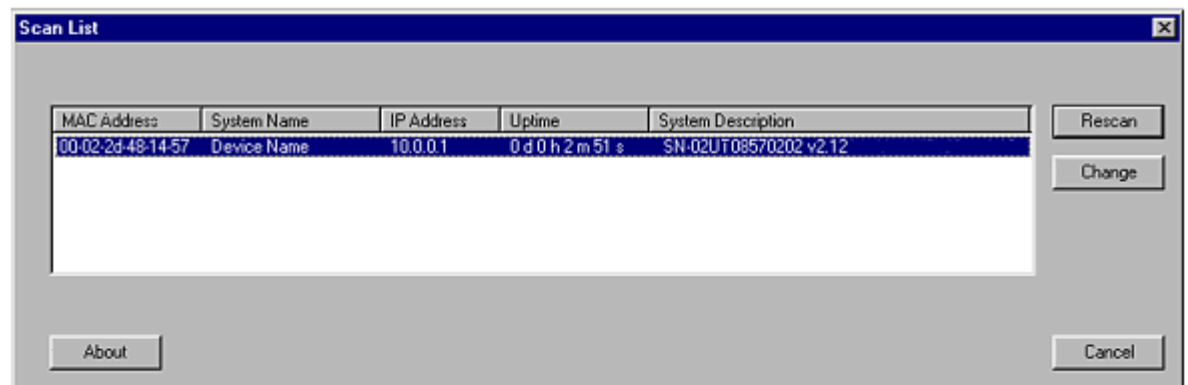 Scan List
MAC Address System Name IP Address Uptime System Description
00-02-2d-48-14-57 Device Name 10.0.0.1 0 d 0 h 2 m 51 s SN-02UT08570202 v2.12
Rescan
Change
About
Cancel